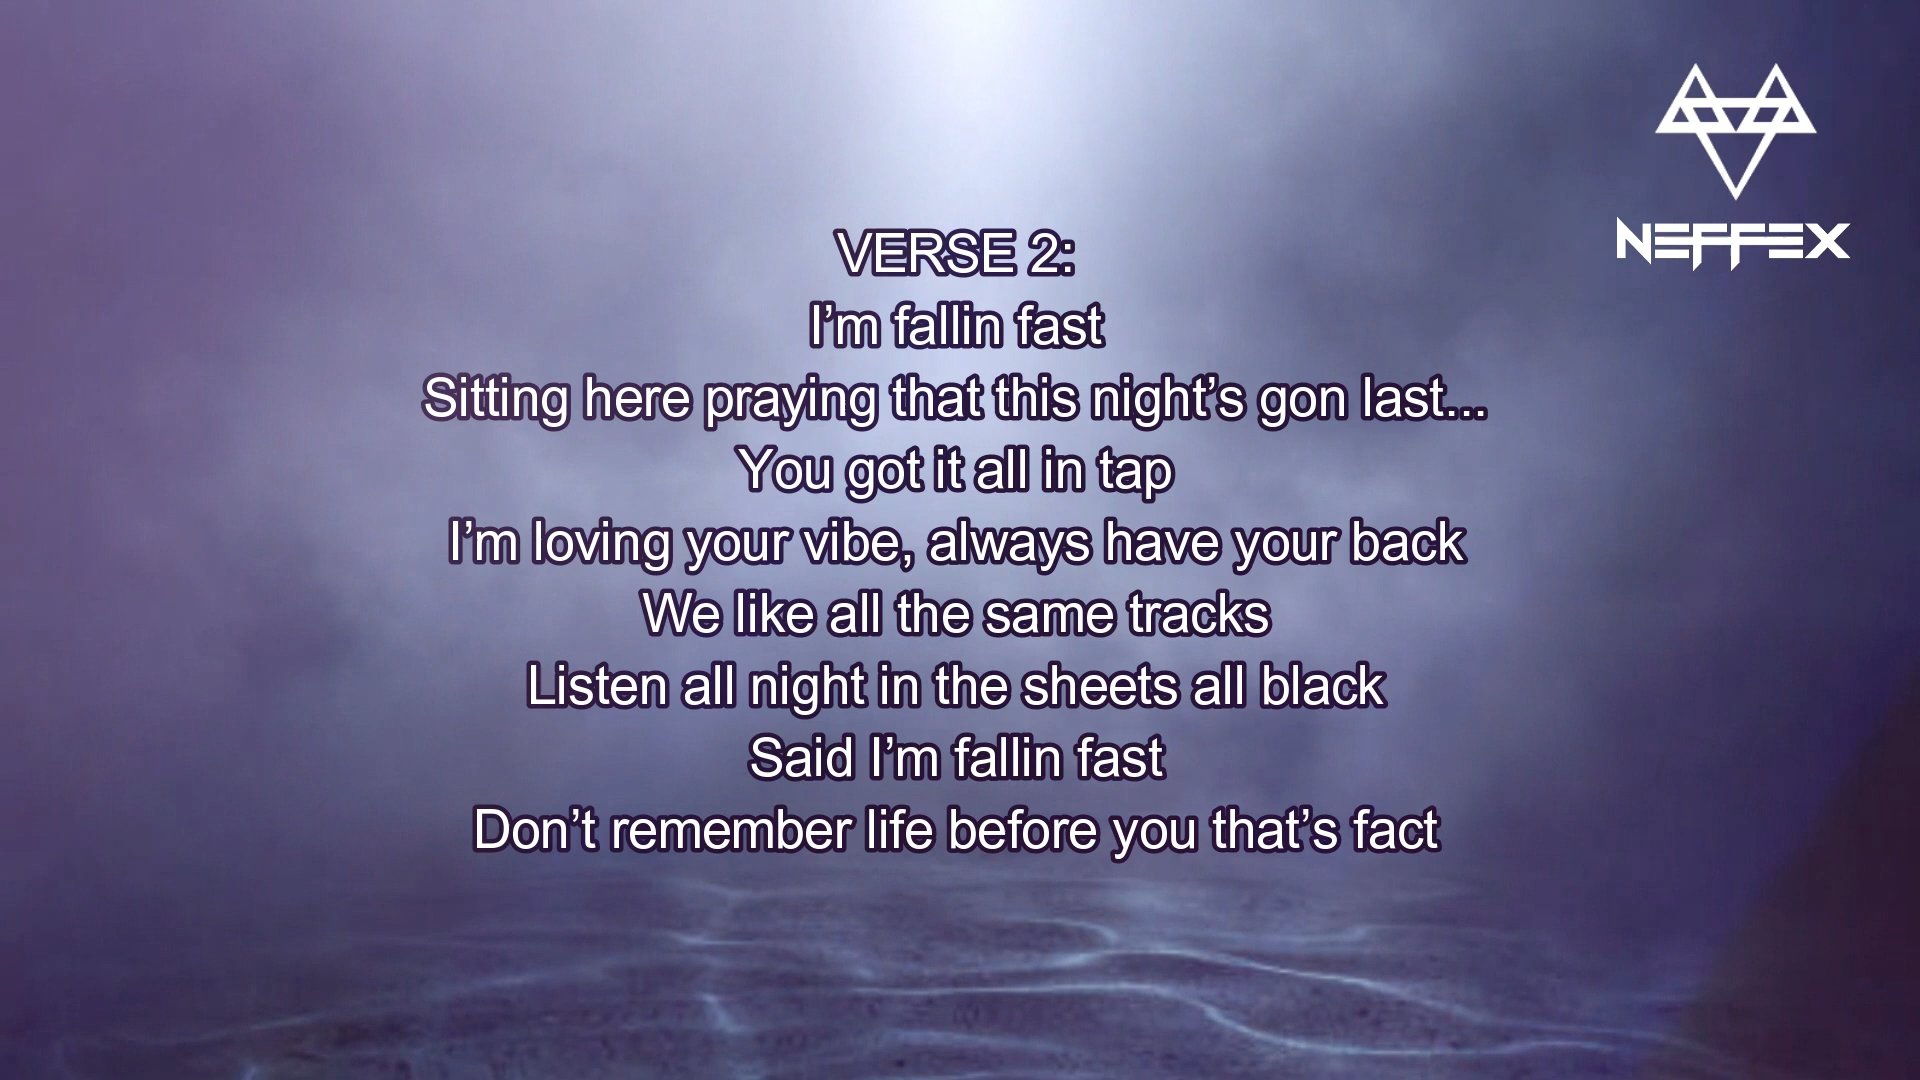 NEFFEX
VERSE 2:
I’m fallin fast
Sitting here praying that this night’s gon last...
You got it all in tap
I’m loving your vibe, always have your back
We like all the same tracks
Listen all night in the sheets all black
Said I’m fallin fast
Don’t remember life before you that’s fact